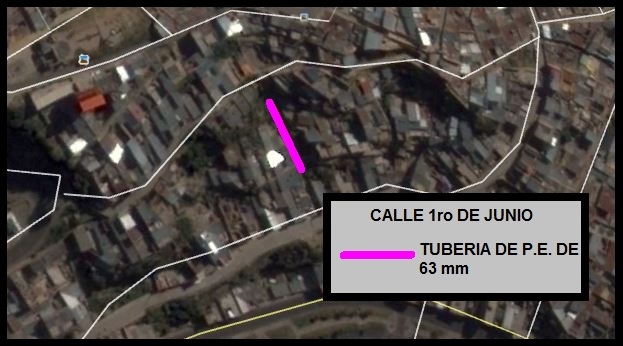 CALLE 1ro DE JUNIO
TUBERIA DE P.E. DE
63 mm